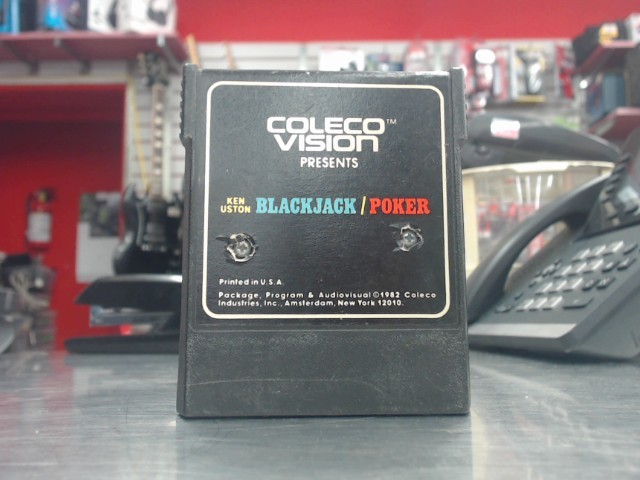 COLECO™
VISION
PRESENTS
KEN USTON BLACKJACK / POKER
Printed in U.S.A.
Package, Program & Audiovisual ©1982 Coleco
Industries, Inc., Amsterdam, New York 12010.